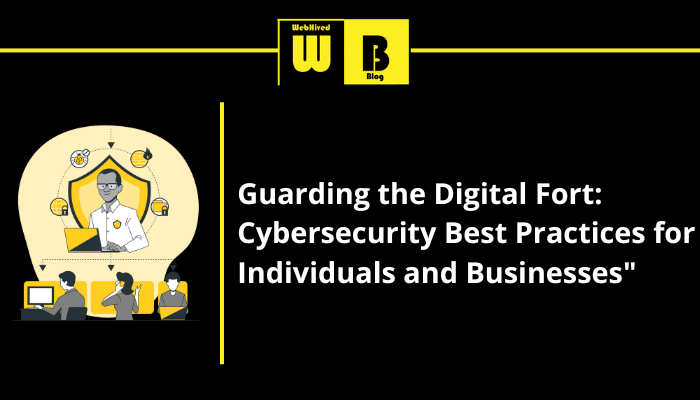 WebHived
W
B
Blog
Guarding the Digital Fort:
Cybersecurity Best Practices for
Individuals and Businesses"